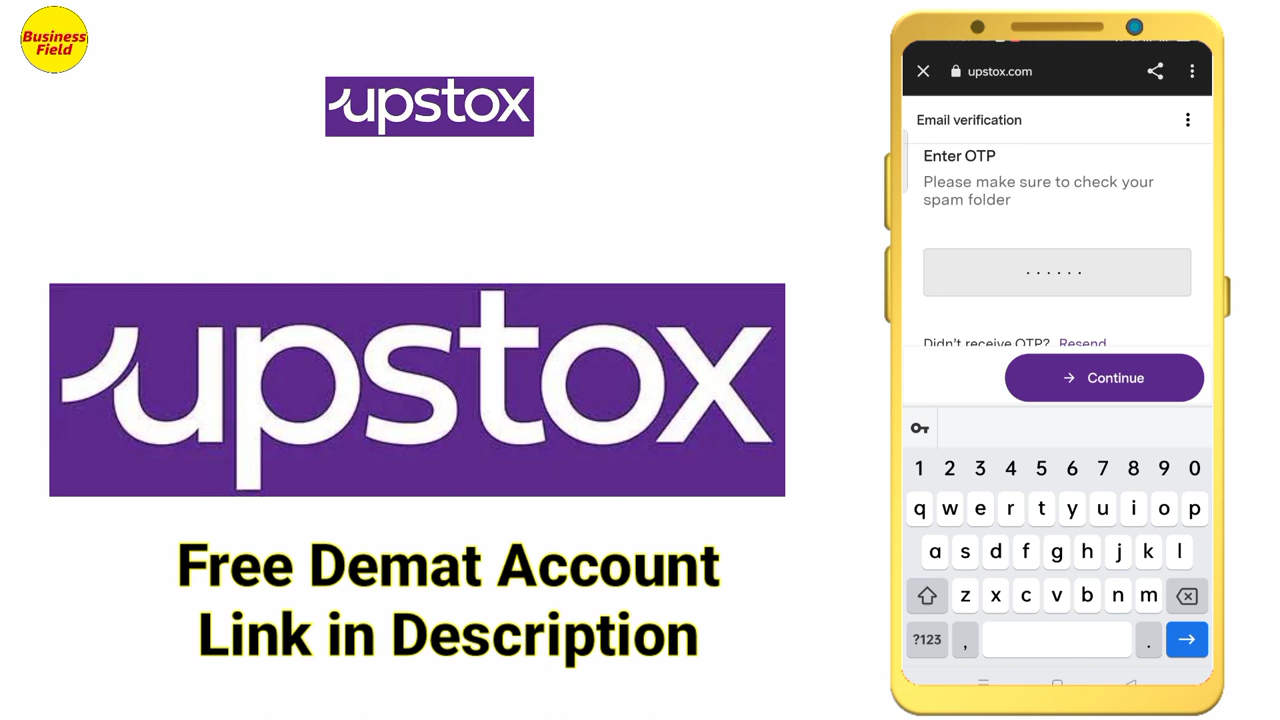 Business
Field
upstox
upstox
Free Demat Account
Link in Description
upstox.com
Email verification
Enter OTP
Please make sure to check your
spam folder
Didn't receive OTP? Resend
→ Continue
1 2 3 4 5 6 7 8 9 0
q w e r t y u i o p
a s d f g h j k l
z x c v b n m
?123 , .